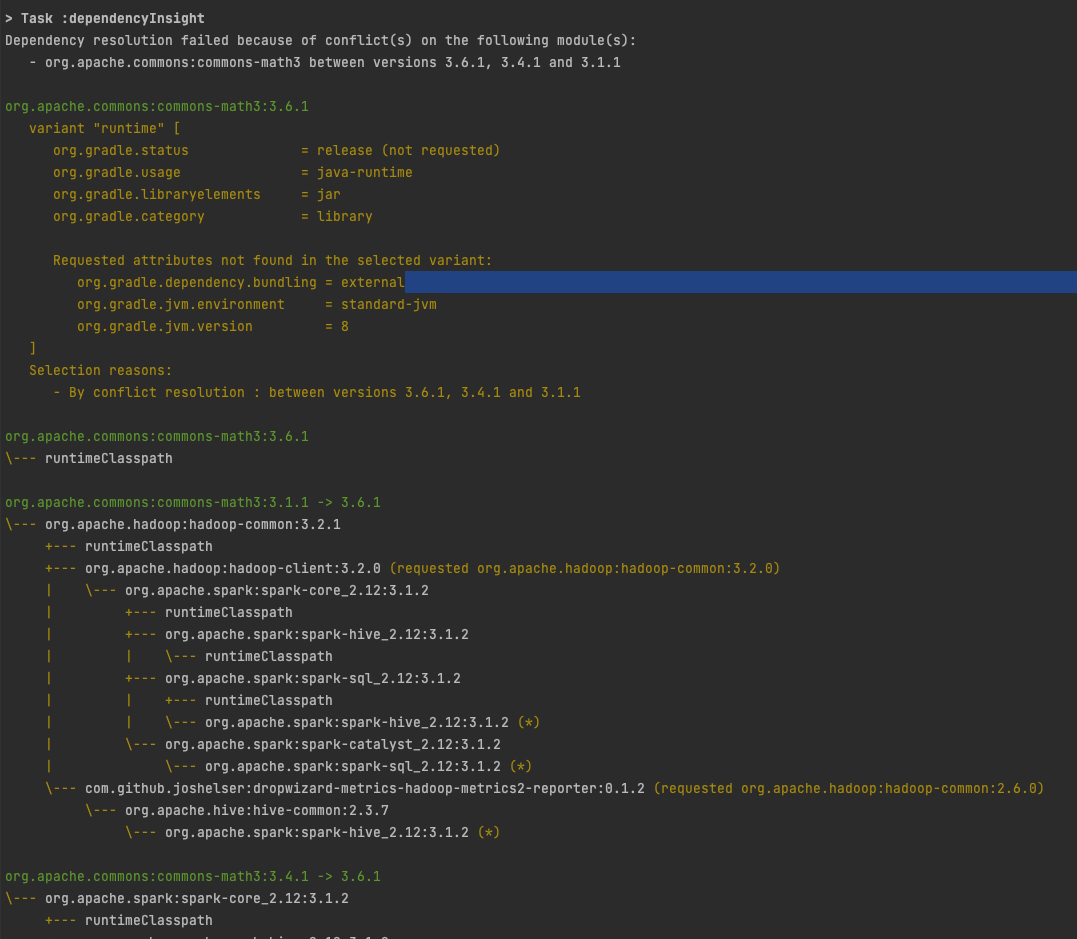 > Task :dependencyInsight
Dependency resolution failed because of conflict(s) on the following module(s):
   - org.apache.commons:commons-math3 between versions 3.6.1, 3.4.1 and 3.1.1

org.apache.commons:commons-math3:3.6.1
   variant "runtime" [
      org.gradle.status              = release (not requested)
      org.gradle.usage               = java-runtime
      org.gradle.libraryelements     = jar
      org.gradle.category            = library

      Requested attributes not found in the selected variant:
         org.gradle.dependency.bundling = external
         org.gradle.jvm.environment     = standard-jvm
         org.gradle.jvm.version         = 8
   ]
   Selection reasons:
      - By conflict resolution : between versions 3.6.1, 3.4.1 and 3.1.1

org.apache.commons:commons-math3:3.6.1
\--- runtimeClasspath

org.apache.commons:commons-math3:3.1.1 -> 3.6.1
\--- org.apache.hadoop:hadoop-common:3.2.1
     +--- runtimeClasspath
     +--- org.apache.hadoop:hadoop-client:3.2.0 (requested org.apache.hadoop:hadoop-common:3.2.0)
     |    \--- org.apache.spark:spark-core_2.12:3.1.2
     |         +--- runtimeClasspath
     |         +--- org.apache.spark:spark-hive_2.12:3.1.2
     |         |    \--- runtimeClasspath
     |         +--- org.apache.spark:spark-sql_2.12:3.1.2
     |         |    +--- runtimeClasspath
     |         |    \--- org.apache.spark:spark-hive_2.12:3.1.2 (*)
     |         \--- org.apache.spark:spark-catalyst_2.12:3.1.2
     |              \--- org.apache.spark:spark-sql_2.12:3.1.2 (*)
     \--- com.github.joshelser:dropwizard-metrics-hadoop-metrics2-reporter:0.1.2 (requested org.apache.hadoop:hadoop-common:2.6.0)
          \--- org.apache.hive:hive-common:2.3.7
               \--- org.apache.spark:spark-hive_2.12:3.1.2 (*)

org.apache.commons:commons-math3:3.4.1 -> 3.6.1
\--- org.apache.spark:spark-core_2.12:3.1.2
     +--- runtimeClasspath